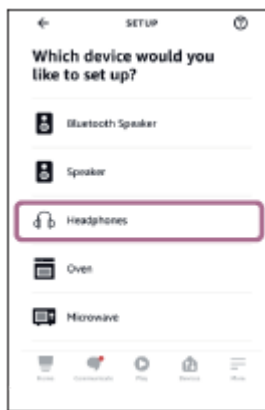 SETUP
Which device would you
like to set up?
Bluetooth Speaker
Speaker
Headphones
Oven
Microwave
Home Communicate Play Devices More